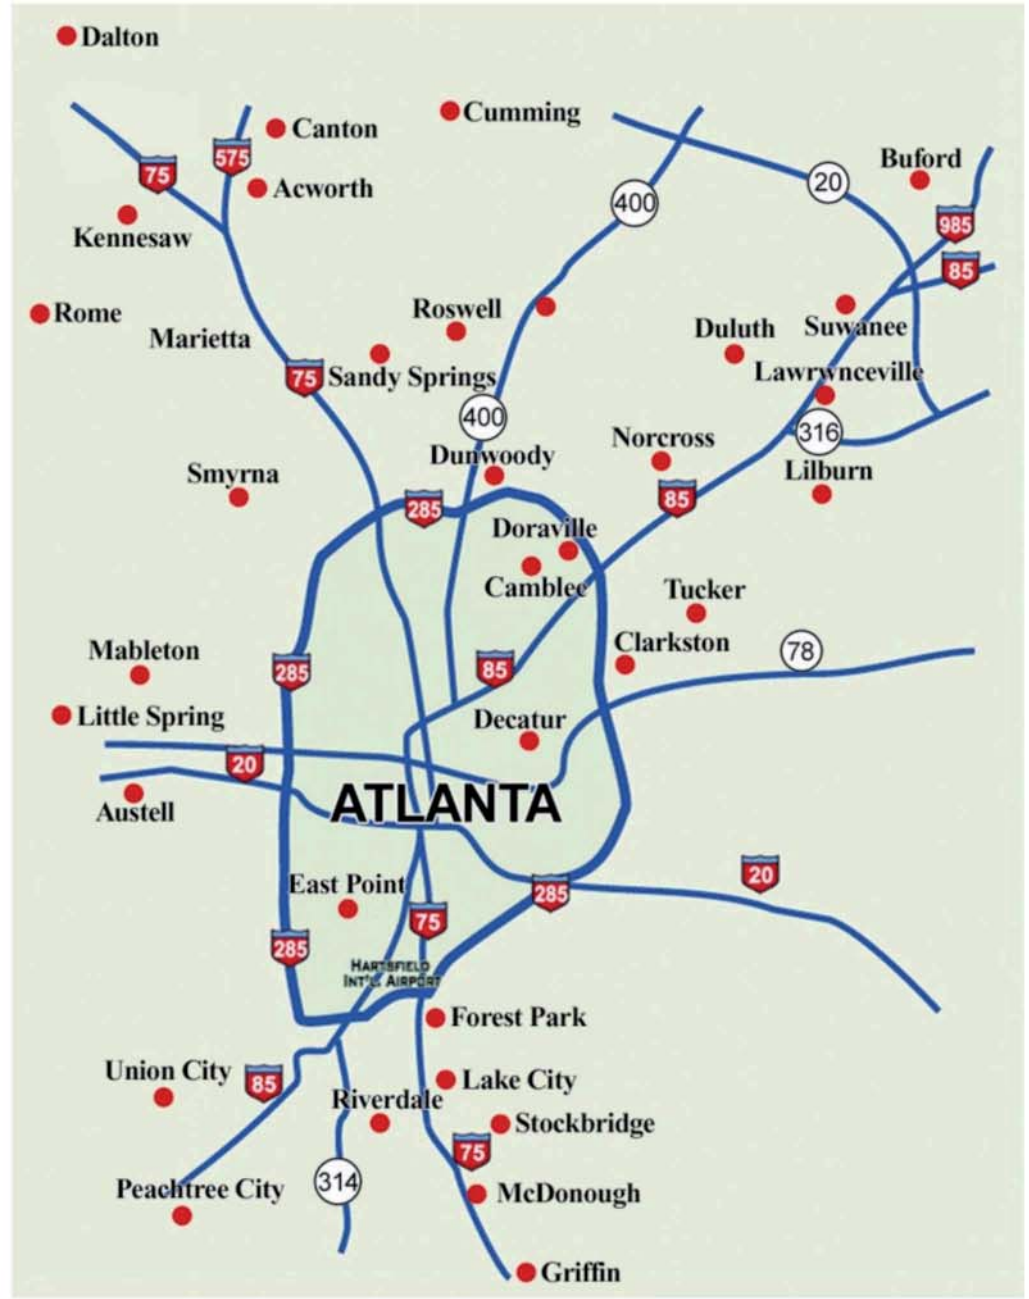 Dalton
Canton
Cumming
575
75
Acworth
Buford
20
400
Kennesaw
985
85
Rome
Roswell
Marietta
Duluth
Suwanee
75
Sandy Springs
Lawrwnceville
400
316
Norcross
Dunwoody
Smyrna
Lilburn
85
285
Doraville
Camblee
Tucker
Clarkston
78
Mableton
285
85
Little Spring
Decatur
20
ATLANTA
Austell
20
East Point
285
75
285
HARTSFIELD
INT'L AIRPORT
Forest Park
Union City
85
Lake City
Riverdale
Stockbridge
75
314
Peachtree City
McDonough
Griffin